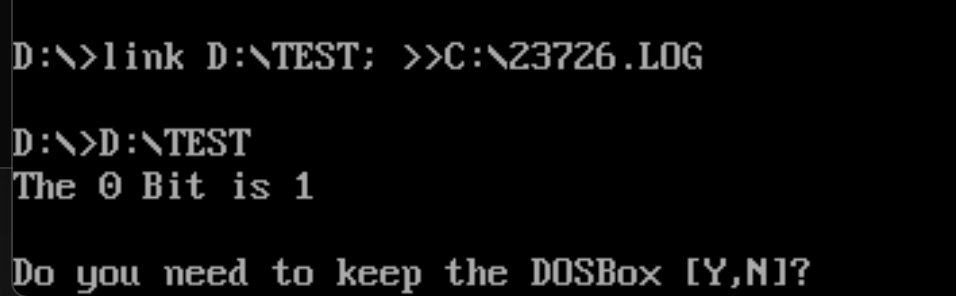 D:\>link D:\TEST; >>C:\23726.LOG
D:\>D:\TEST
The 0 Bit is 1
Do you need to keep the DOSBox [Y,N]?